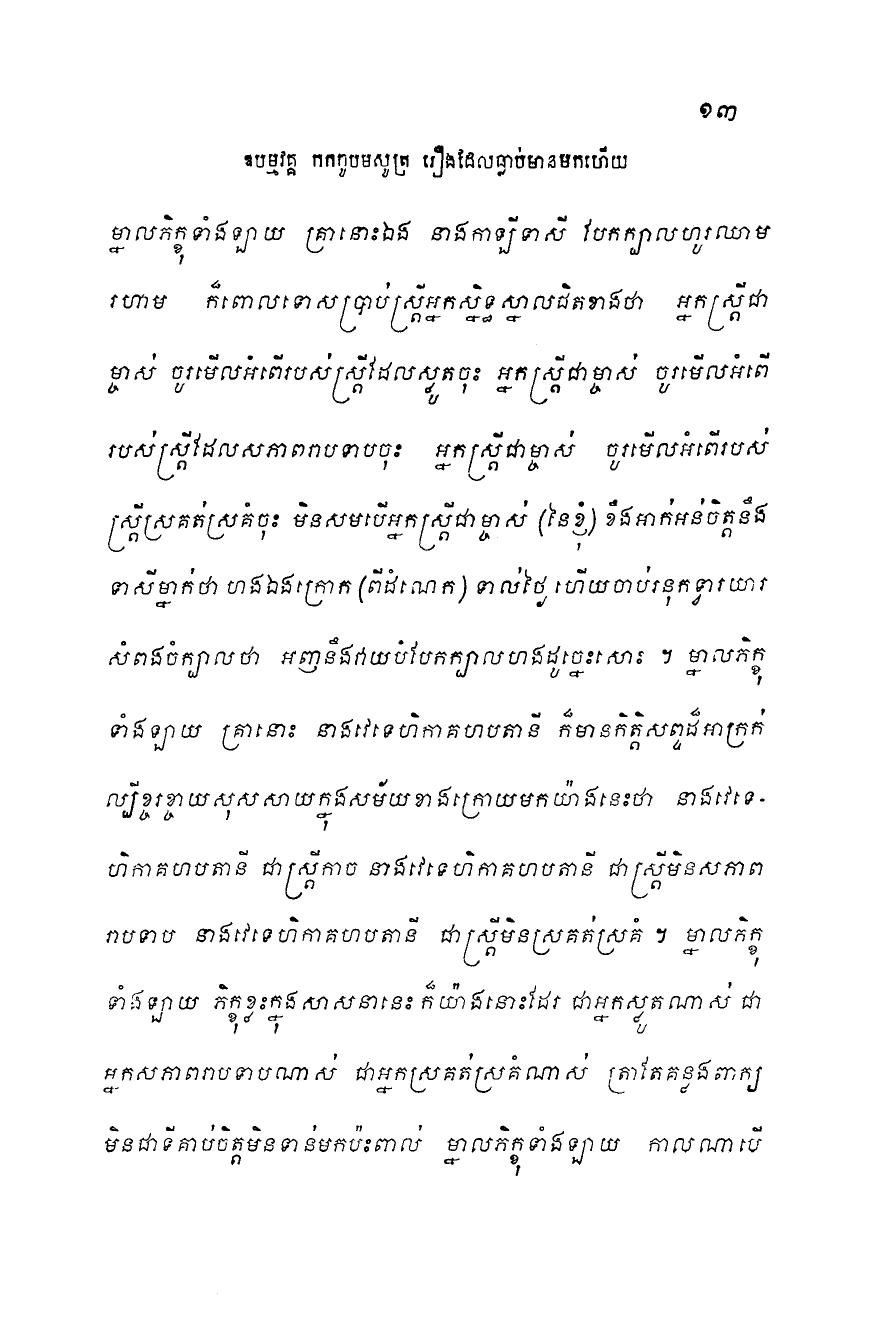 ១៣
ឧបម្មវគ្គ កកចូបមសូត្រ រឿងដែលធ្លាប់មានមកហើយ
ម្នាលភិក្ខុទាំងឡាយ គ្រានោះឯង នាងកាឡីទាសី បែកក្បាលហូរឈាម
រហាម ក៏ពោលទោសប្រាប់ស្រ្តីអ្នកស្និទ្ធស្នាលជិតខាងថា អ្នកស្រ្តីជា
ម្ចាស់ ចូរមើលអំពើរបស់ស្រ្តីដែលស្លូតចុះ អ្នកស្រ្តីជាម្ចាស់ ចូរមើលអំពើ
របស់ស្រ្តីដែលសភាពរាបទាបចុះ អ្នកស្រ្តីជាម្ចាស់ ចូរមើលអំពើរបស់
ស្រ្តីស្រគត់ស្រគំចុះ មិនសមបើអ្នកស្រ្តីជាម្ចាស់ (នៃខ្ញុំ) ខឹងអាក់អន់ចិត្តនឹង
ទាសីម្នាក់ថា ហងឯងក្រោក (ពីដំណេក) ទាល់ថ្ងៃ ហើយចាប់រនុកទ្វារយារ
សំពងចំក្បាលថា អញនឹងវាយបំបែកក្បាលហងដូច្នេះសោះ ។ ម្នាលភិក្ខុ
ទាំងឡាយ គ្រានោះ នាងវេទេហិកាគហបតានី ក៏មានកិត្តិសព្ទដ៏អាក្រក់
ល្បីខ្ចរខ្ចាយសុសសាយក្នុងសម័យខាងក្រោយមកយ៉ាងនេះថា នាងវេទេ-
ហិកាគហបតានី ជាស្រ្តីកាច នាងវេទេហិកាគហបតានី ជាស្រ្តីមិនសភាព
រាបទាប នាងវេទេហិកាគហបតានី ជាស្រ្តីមិនស្រគត់ស្រគំ ។ ម្នាលភិក្ខុ
ទាំងឡាយ ភិក្ខុខ្លះក្នុងសាសនានេះ ក៏យ៉ាងនោះដែរ ជាអ្នកស្លូតណាស់ ជា
អ្នកសភាពរាបទាបណាស់ ជាអ្នកស្រគត់ស្រគំណាស់ ត្រាតែគន្លងពាក្យ
មិនជាទីគាប់ចិត្តមិនទាន់មកប៉ះពាល់ ម្នាលភិក្ខុទាំងឡាយ កាលណាបើ